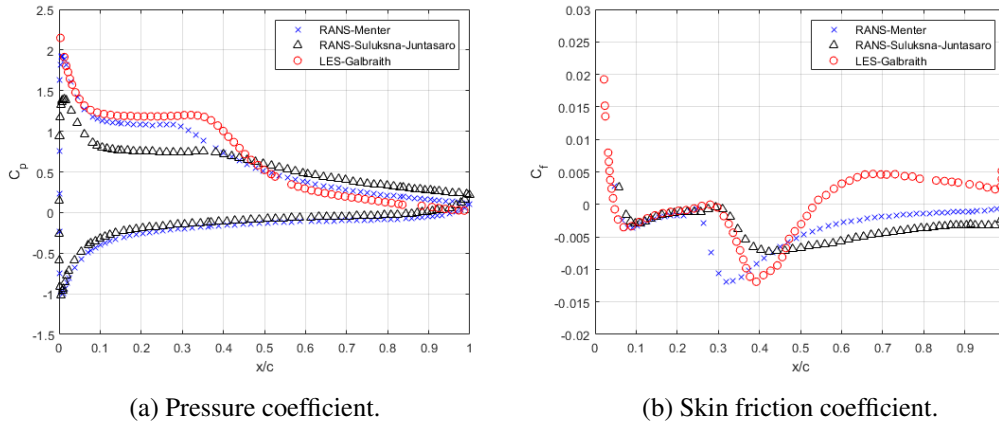 2.5
2
1.5
1
0.5
0
-0.5
-1
-1.5
C_p
0 0.1 0.2 0.3 0.4 0.5 0.6 0.7 0.8 0.9 1
x/c
RANS-Menter
RANS-Suluksna-Juntasaro
LES-Galbraith
(a) Pressure coefficient.
0.03
0.025
0.02
0.015
0.01
0.005
0
-0.005
-0.01
-0.015
-0.02
C_f
0 0.1 0.2 0.3 0.4 0.5 0.6 0.7 0.8 0.9
x/c
RANS-Menter
RANS-Suluksna-Juntasaro
LES-Galbraith
(b) Skin friction coefficient.